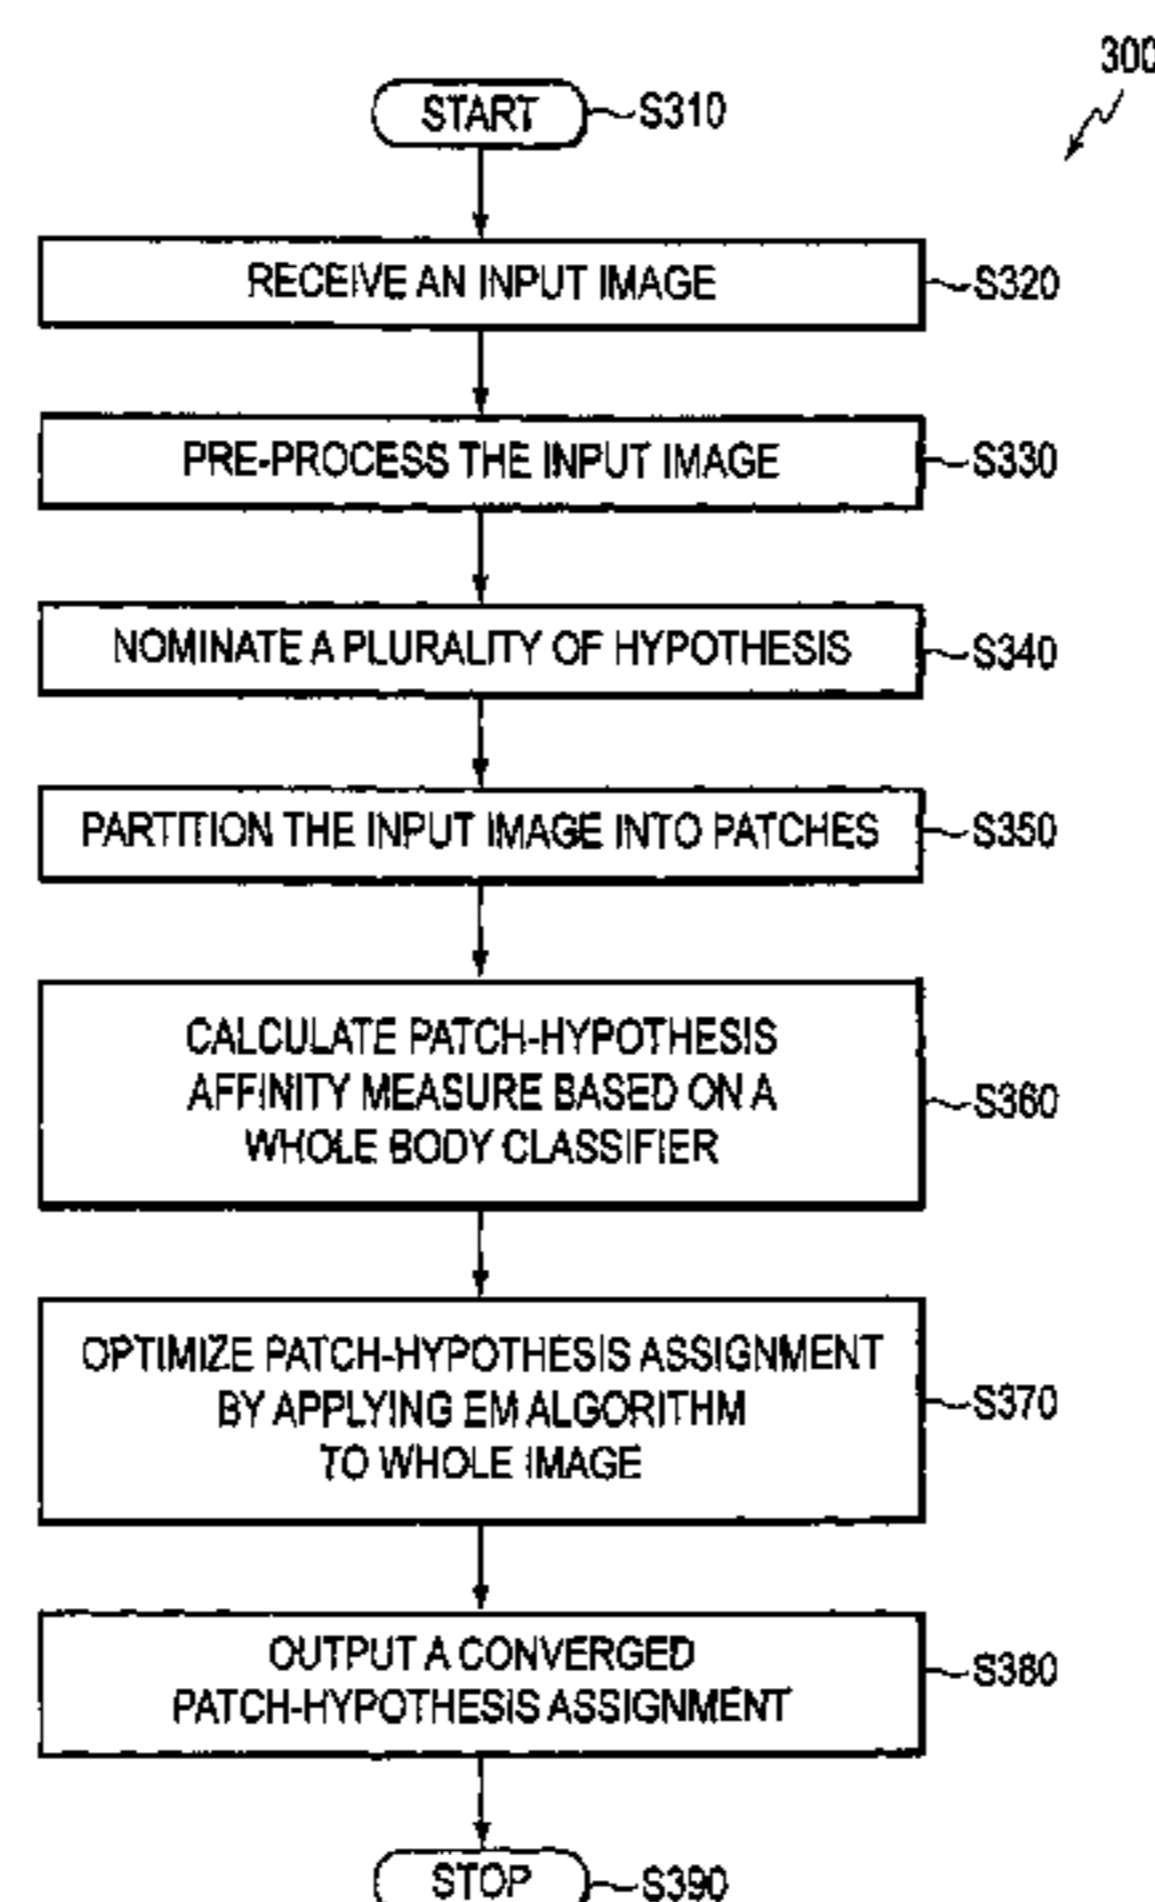 300
START
S310
RECEIVE AN INPUT IMAGE
S320
PRE-PROCESS THE INPUT IMAGE
S330
NOMINATE A PLURALITY OF HYPOTHESIS
S340
PARTITION THE INPUT IMAGE INTO PATCHES
S350
CALCULATE PATCH-HYPOTHESIS
AFFINITY MEASURE BASED ON A
WHOLE BODY CLASSIFIER
S360
OPTIMIZE PATCH-HYPOTHESIS ASSIGNMENT
BY APPLYING EM ALGORITHM
TO WHOLE IMAGE
S370
OUTPUT A CONVERGED
PATCH-HYPOTHESIS ASSIGNMENT
S380
STOP
S390